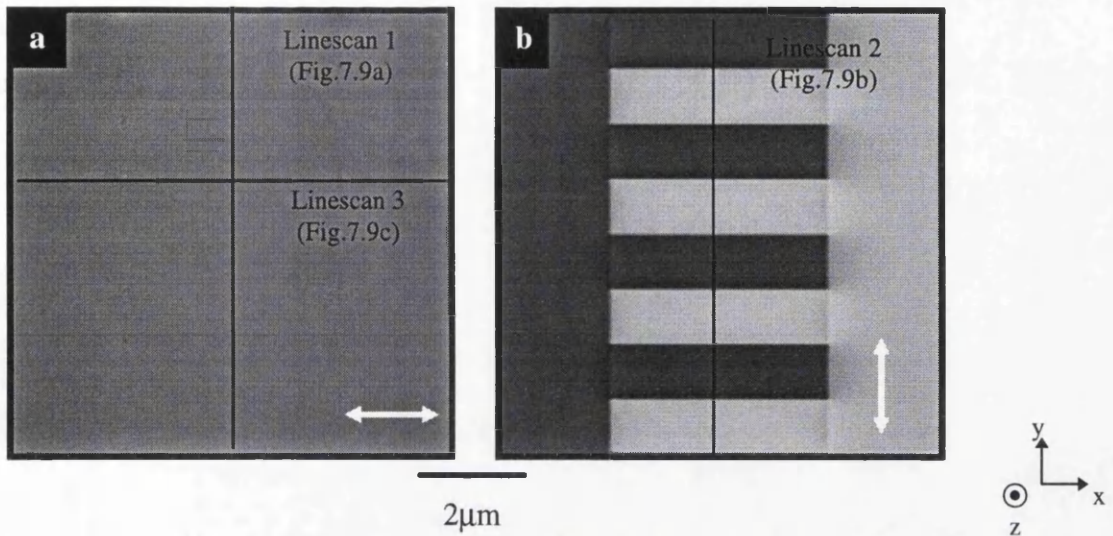 a
Linescan 1
(Fig.7.9a)
Linescan 3
(Fig.7.9c)
b
Linescan 2
(Fig.7.9b)
2μm
y
x
z